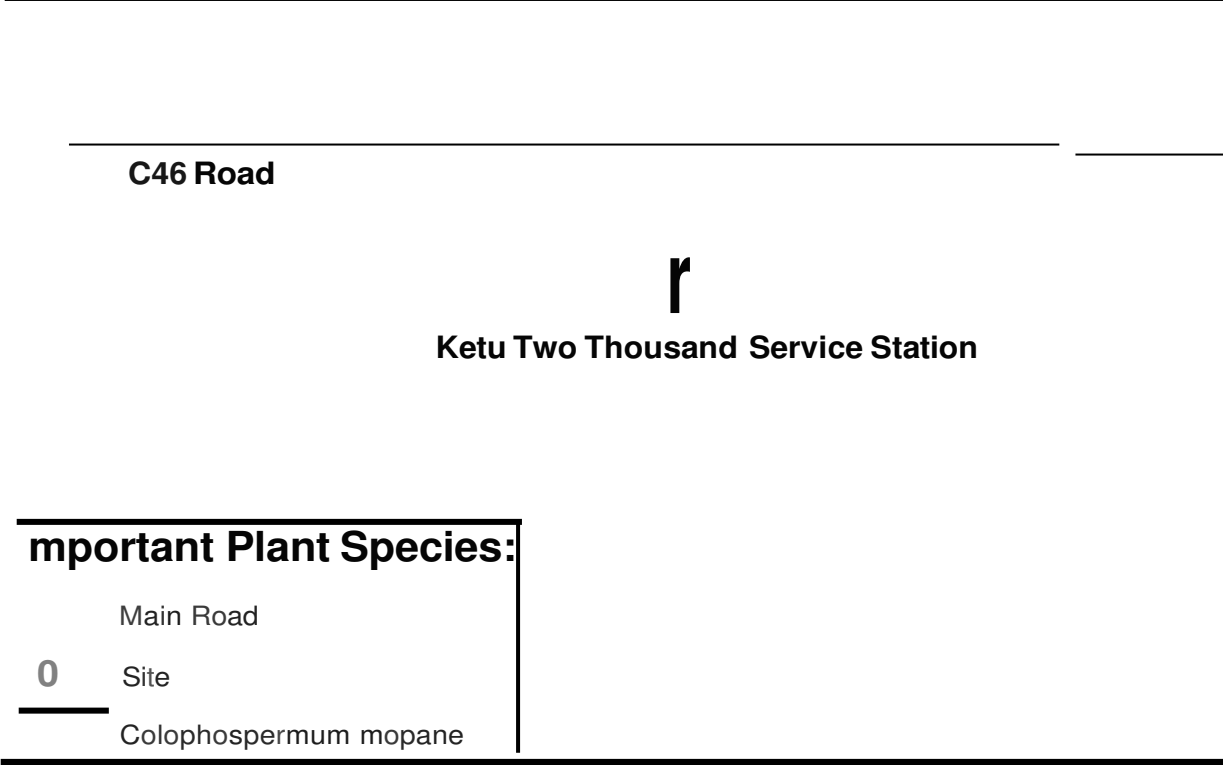 C46 Road
r
Ketu Two Thousand Service Station
mportant Plant Species:
Main Road
0 Site
Colophospermum mopane